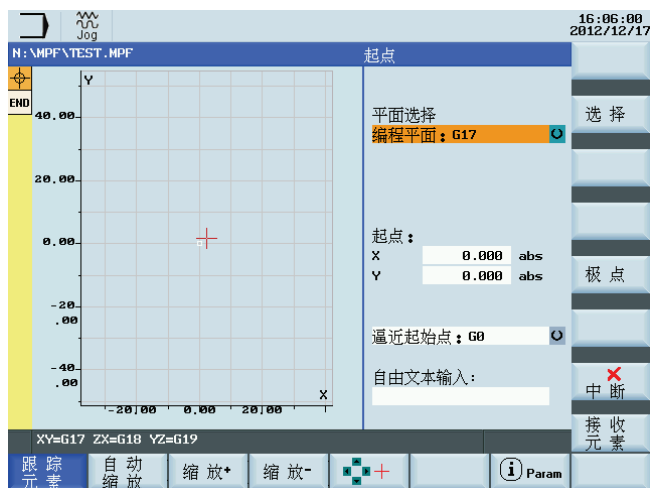 16:06:00
Jog
2012/12/17
N:\MPF\TEST.MPF
起点
END
Y
40.00
20.00
0.00
-20
.00
-40
.00
X
-20.00
0.00
20.00
平面选择
编程平面:G17
起点:
X 0.000 abs
Y 0.000 abs
逼近起始点:G0
自由文本输入:
选 择
极 点
中 断
接 收
元 素
XY=G17 ZX=G18 YZ=G19
跟 踪
元 素
自 动
缩 放
缩 放+
缩 放-
i Param